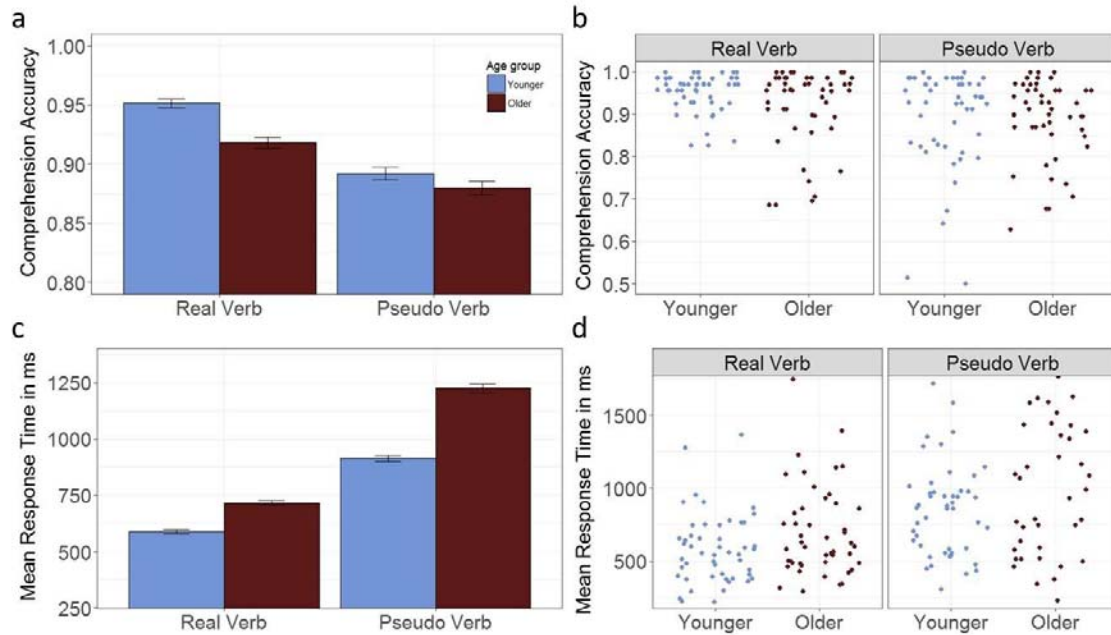 a
Comprehension Accuracy
1.00
0.95
0.90
0.85
0.80
Age group
Younger
Older
Real Verb Pseudo Verb
b
Comprehension Accuracy
Real Verb Pseudo Verb
1.0
0.9
0.8
0.7
0.6
0.5
Younger Older Younger Older
c
Mean Response Time in ms
1250
1000
750
500
250
Real Verb Pseudo Verb
d
Mean Response Time in ms
Real Verb Pseudo Verb
1500
1000
500
Younger Older Younger Older